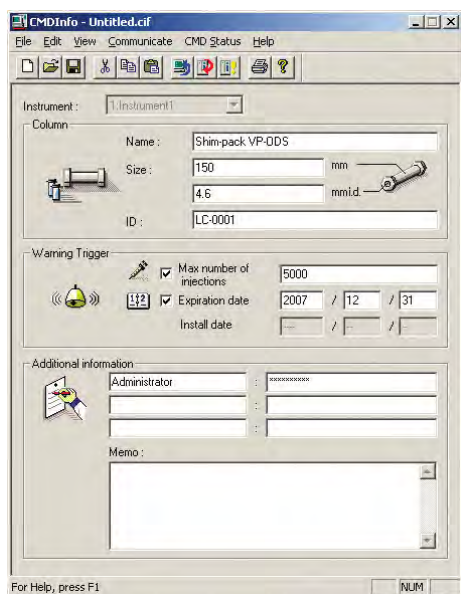 CMDInfo - Untitled.cif
File Edit View Communicate CMD Status Help
Instrument : 1:Instrument1
Column
Name : Shim-pack VP-ODS
Size : 150 mm
4.6 mmi.d.
ID : LC-0001
Warning Trigger
Max number of injections 5000
Expiration date 2007 / 12 / 31
Install date ---- / -- / --
Additional information
Administrator : **********
:
:
Memo :
For Help, press F1 NUM